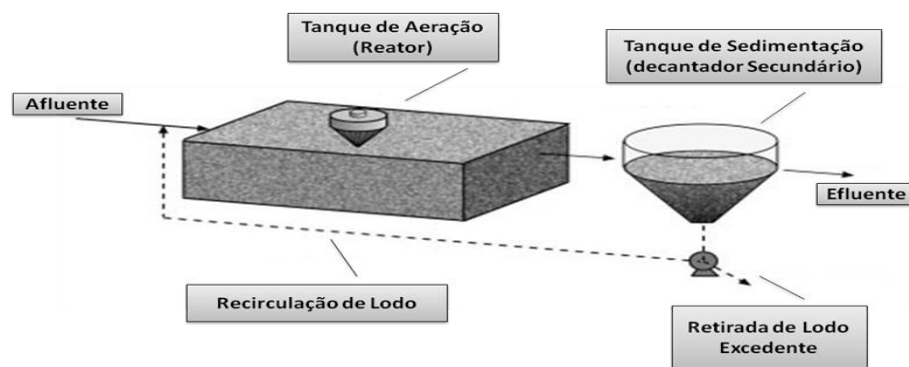 Tanque de Aeração
(Reator)
Tanque de Sedimentação
(decantador Secundário)
Afluente
Efluente
Recirculação de Lodo
Retirada de Lodo
Excedente